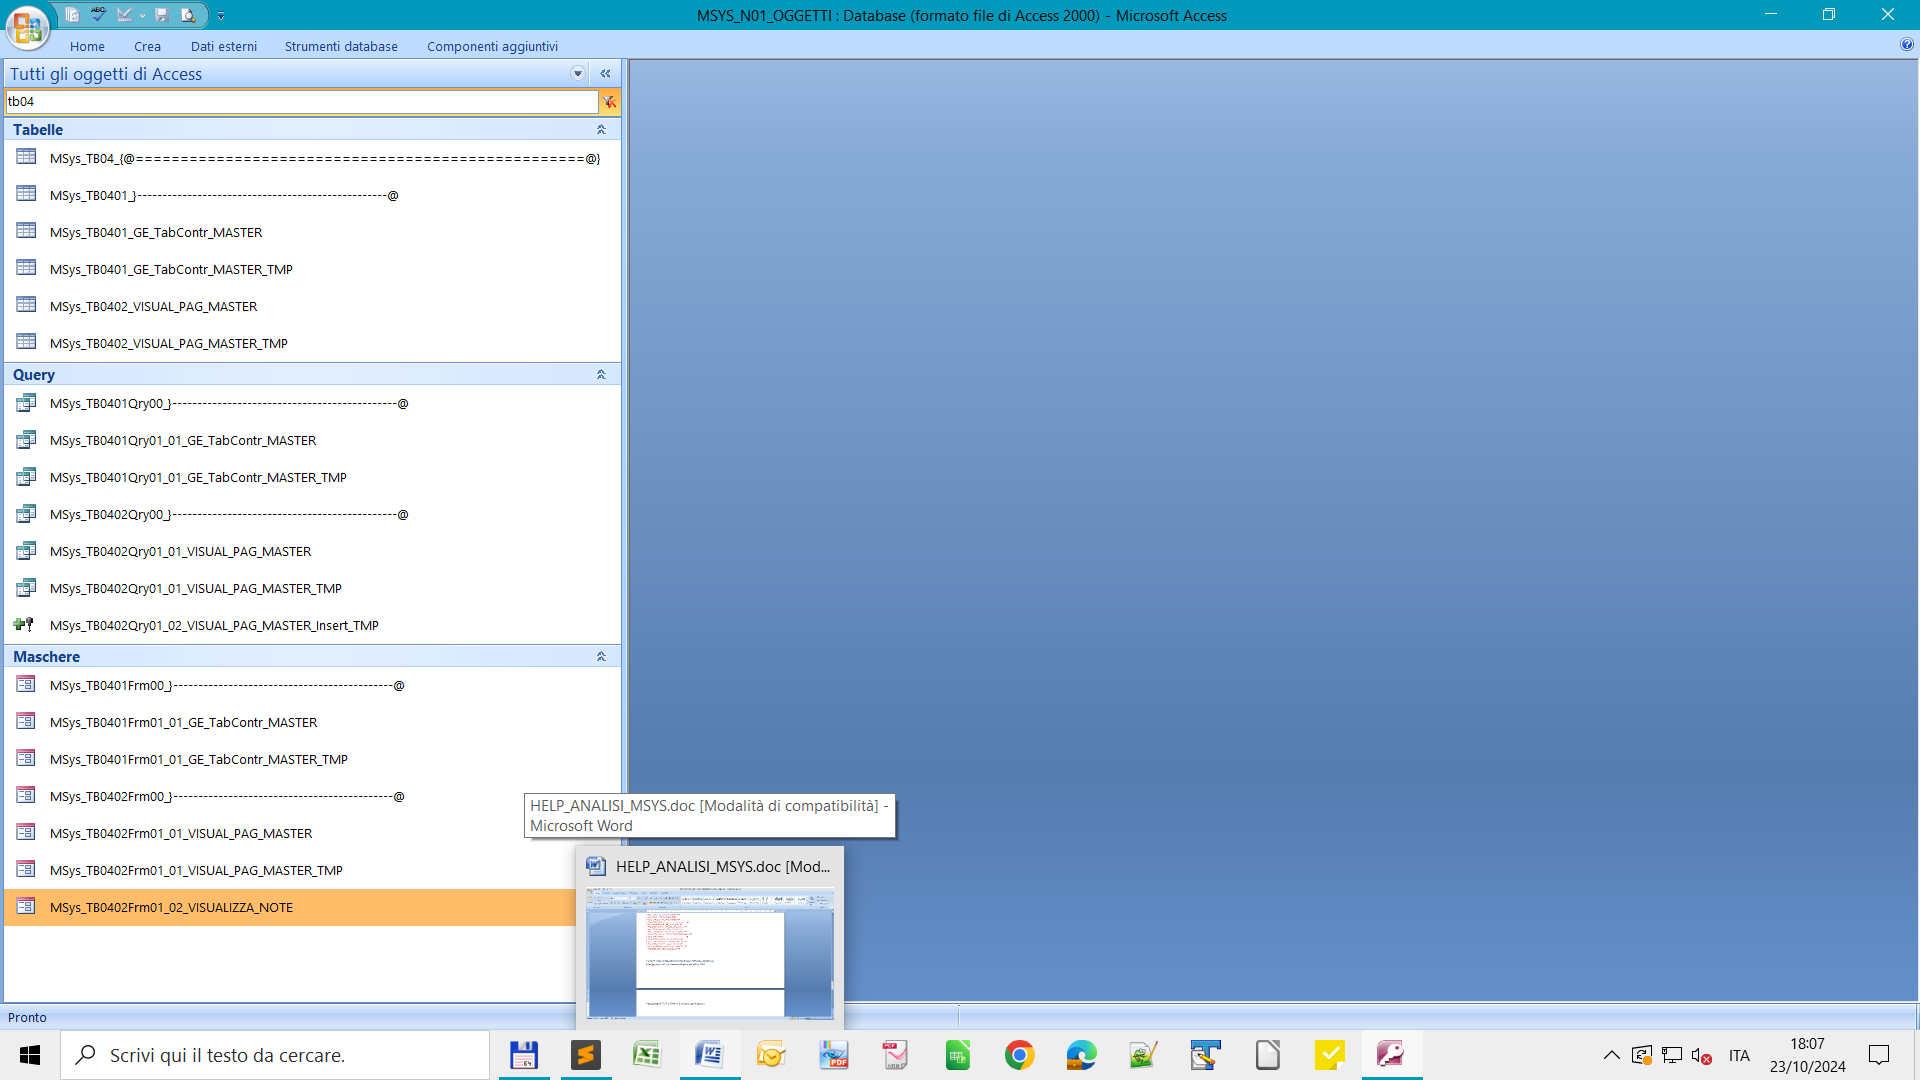 MSYS_N01_OGGETTI : Database (formato file di Access 2000) - Microsoft Access
Home Crea Dati esterni Strumenti database Componenti aggiuntivi
Tutti gli oggetti di Access
tb04
Tabelle
MSys_TB04_{@==================================================@}
MSys_TB0401_}--------------------------------------------------@
MSys_TB0401_GE_TabContr_MASTER
MSys_TB0401_GE_TabContr_MASTER_TMP
MSys_TB0402_VISUAL_PAG_MASTER
MSys_TB0402_VISUAL_PAG_MASTER_TMP
Query
MSys_TB0401Qry00_}---------------------------------------------@
MSys_TB0401Qry01_01_GE_TabContr_MASTER
MSys_TB0401Qry01_01_GE_TabContr_MASTER_TMP
MSys_TB0402Qry00_}---------------------------------------------@
MSys_TB0402Qry01_01_VISUAL_PAG_MASTER
MSys_TB0402Qry01_01_VISUAL_PAG_MASTER_TMP
MSys_TB0402Qry01_02_VISUAL_PAG_MASTER_Insert_TMP
Maschere
MSys_TB0401Frm00_}--------------------------------------------@
MSys_TB0401Frm01_01_GE_TabContr_MASTER
MSys_TB0401Frm01_01_GE_TabContr_MASTER_TMP
MSys_TB0402Frm00_}--------------------------------------------@
MSys_TB0402Frm01_01_VISUAL_PAG_MASTER
MSys_TB0402Frm01_01_VISUAL_PAG_MASTER_TMP
MSys_TB0402Frm01_02_VISUALIZZA_NOTE
HELP_ANALISI_MSYS.doc [Modalità di compatibilità] -
Microsoft Word
HELP_ANALISI_MSYS.doc [Mod...
Pronto
Scrivi qui il testo da cercare.
ITA
18:07
23/10/2024